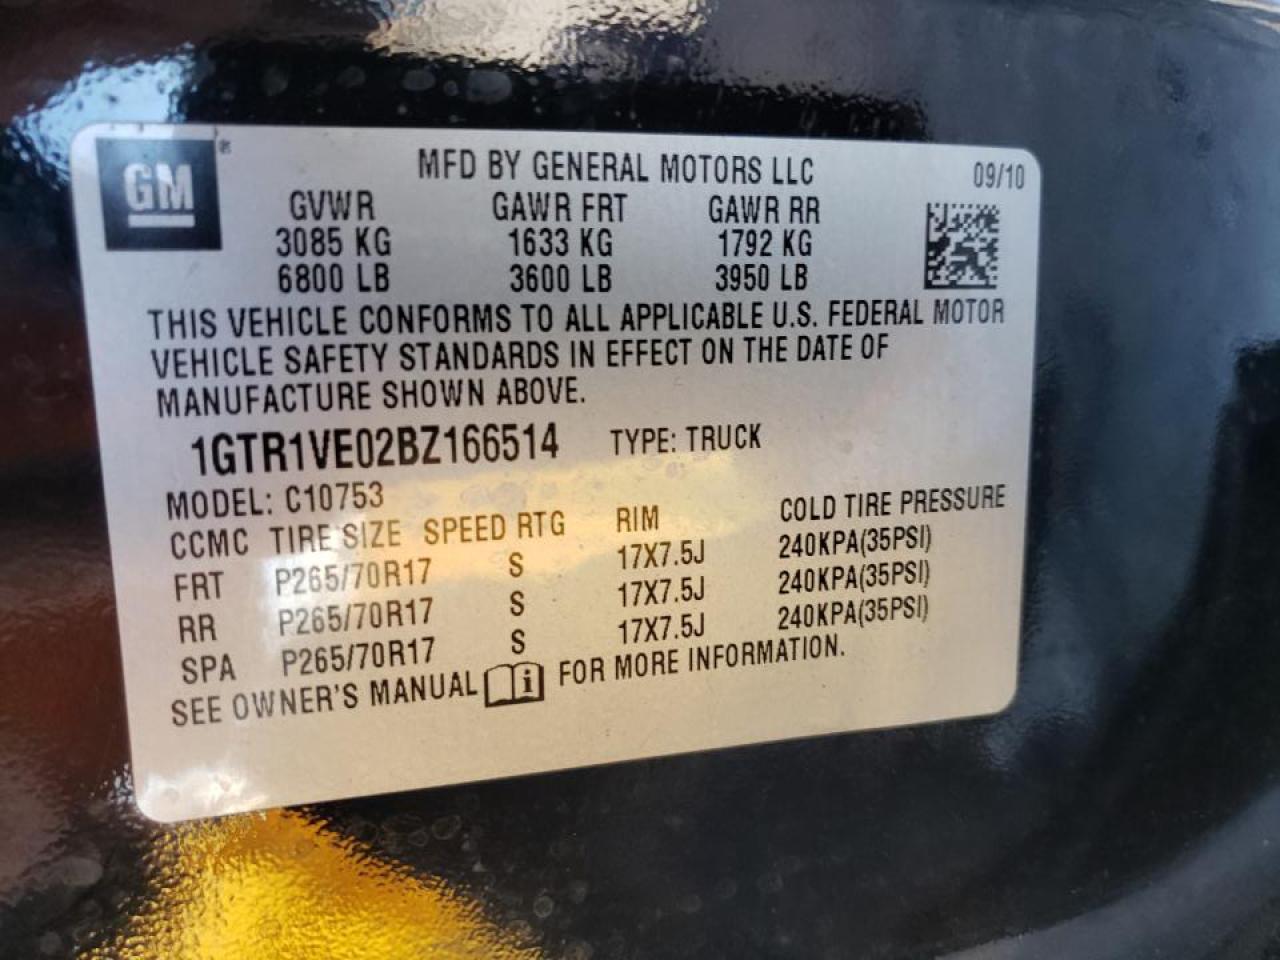 GM®
MFD BY GENERAL MOTORS LLC 09/10
GVWR GAWR FRT GAWR RR
3085 KG 1633 KG 1792 KG
6800 LB 3600 LB 3950 LB
THIS VEHICLE CONFORMS TO ALL APPLICABLE U.S. FEDERAL MOTOR
VEHICLE SAFETY STANDARDS IN EFFECT ON THE DATE OF
MANUFACTURE SHOWN ABOVE.
1GTR1VE02BZ166514 TYPE: TRUCK
MODEL: C10753
CCMC TIRE SIZE SPEED RTG RIM COLD TIRE PRESSURE
FRT P265/70R17 S 17X7.5J 240KPA(35PSI)
RR P265/70R17 S 17X7.5J 240KPA(35PSI)
SPA P265/70R17 S 17X7.5J 240KPA(35PSI)
SEE OWNER'S MANUAL i FOR MORE INFORMATION.